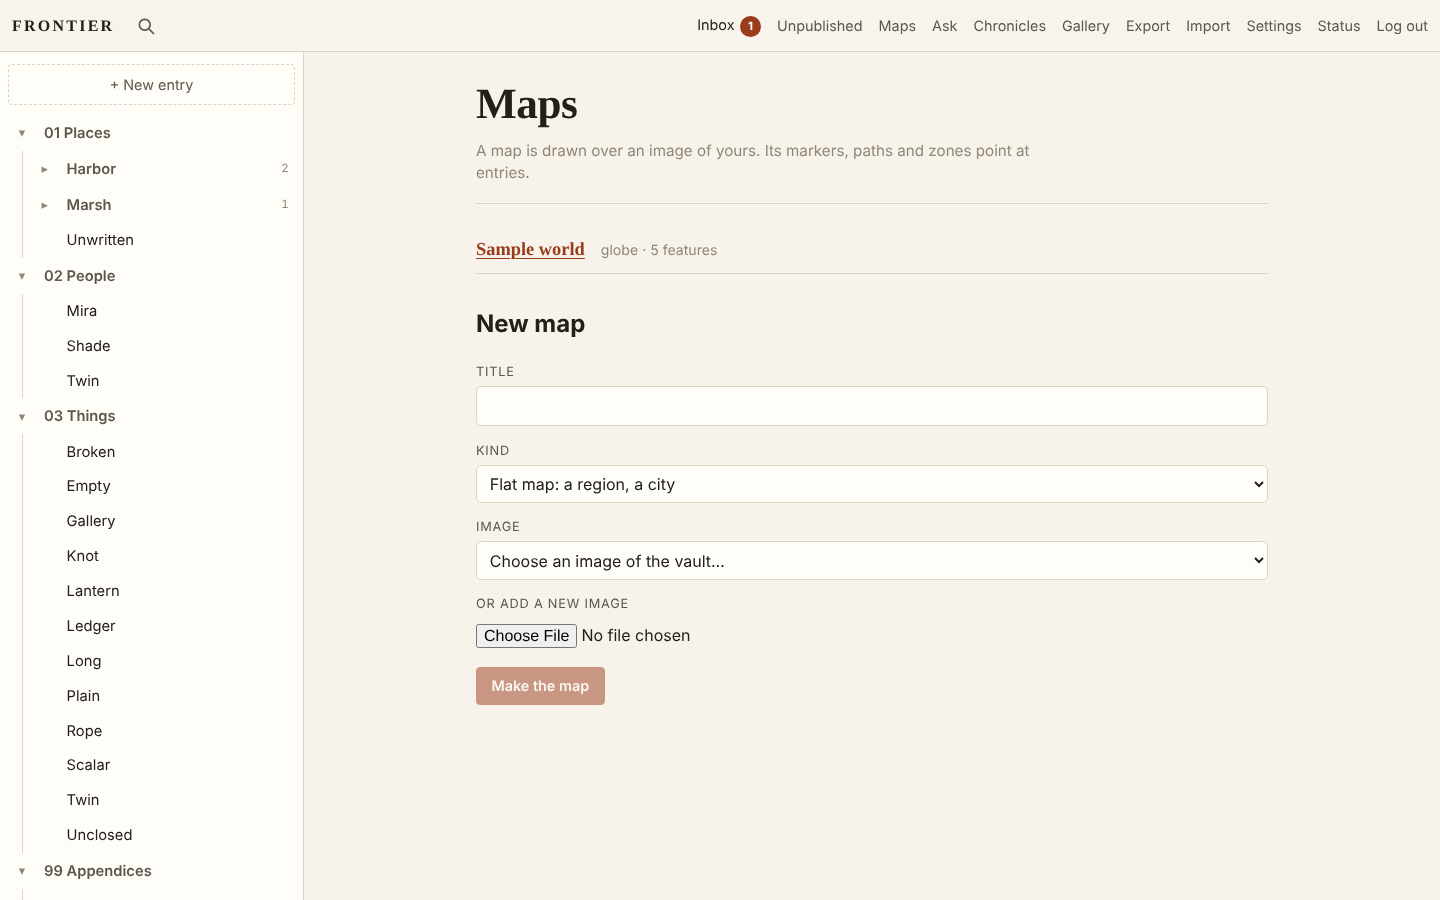 FRONTIER
Inbox 1 Unpublished Maps Ask Chronicles Gallery Export Import Settings Status Log out
+ New entry
01 Places
Harbor 2
Marsh 1
Unwritten
02 People
Mira
Shade
Twin
03 Things
Broken
Empty
Gallery
Knot
Lantern
Ledger
Long
Plain
Rope
Scalar
Twin
Unclosed
99 Appendices
Maps
A map is drawn over an image of yours. Its markers, paths and zones point at
entries.
Sample world globe · 5 features
New map
TITLE
KIND
Flat map: a region, a city
IMAGE
Choose an image of the vault…
OR ADD A NEW IMAGE
Choose File No file chosen
Make the map